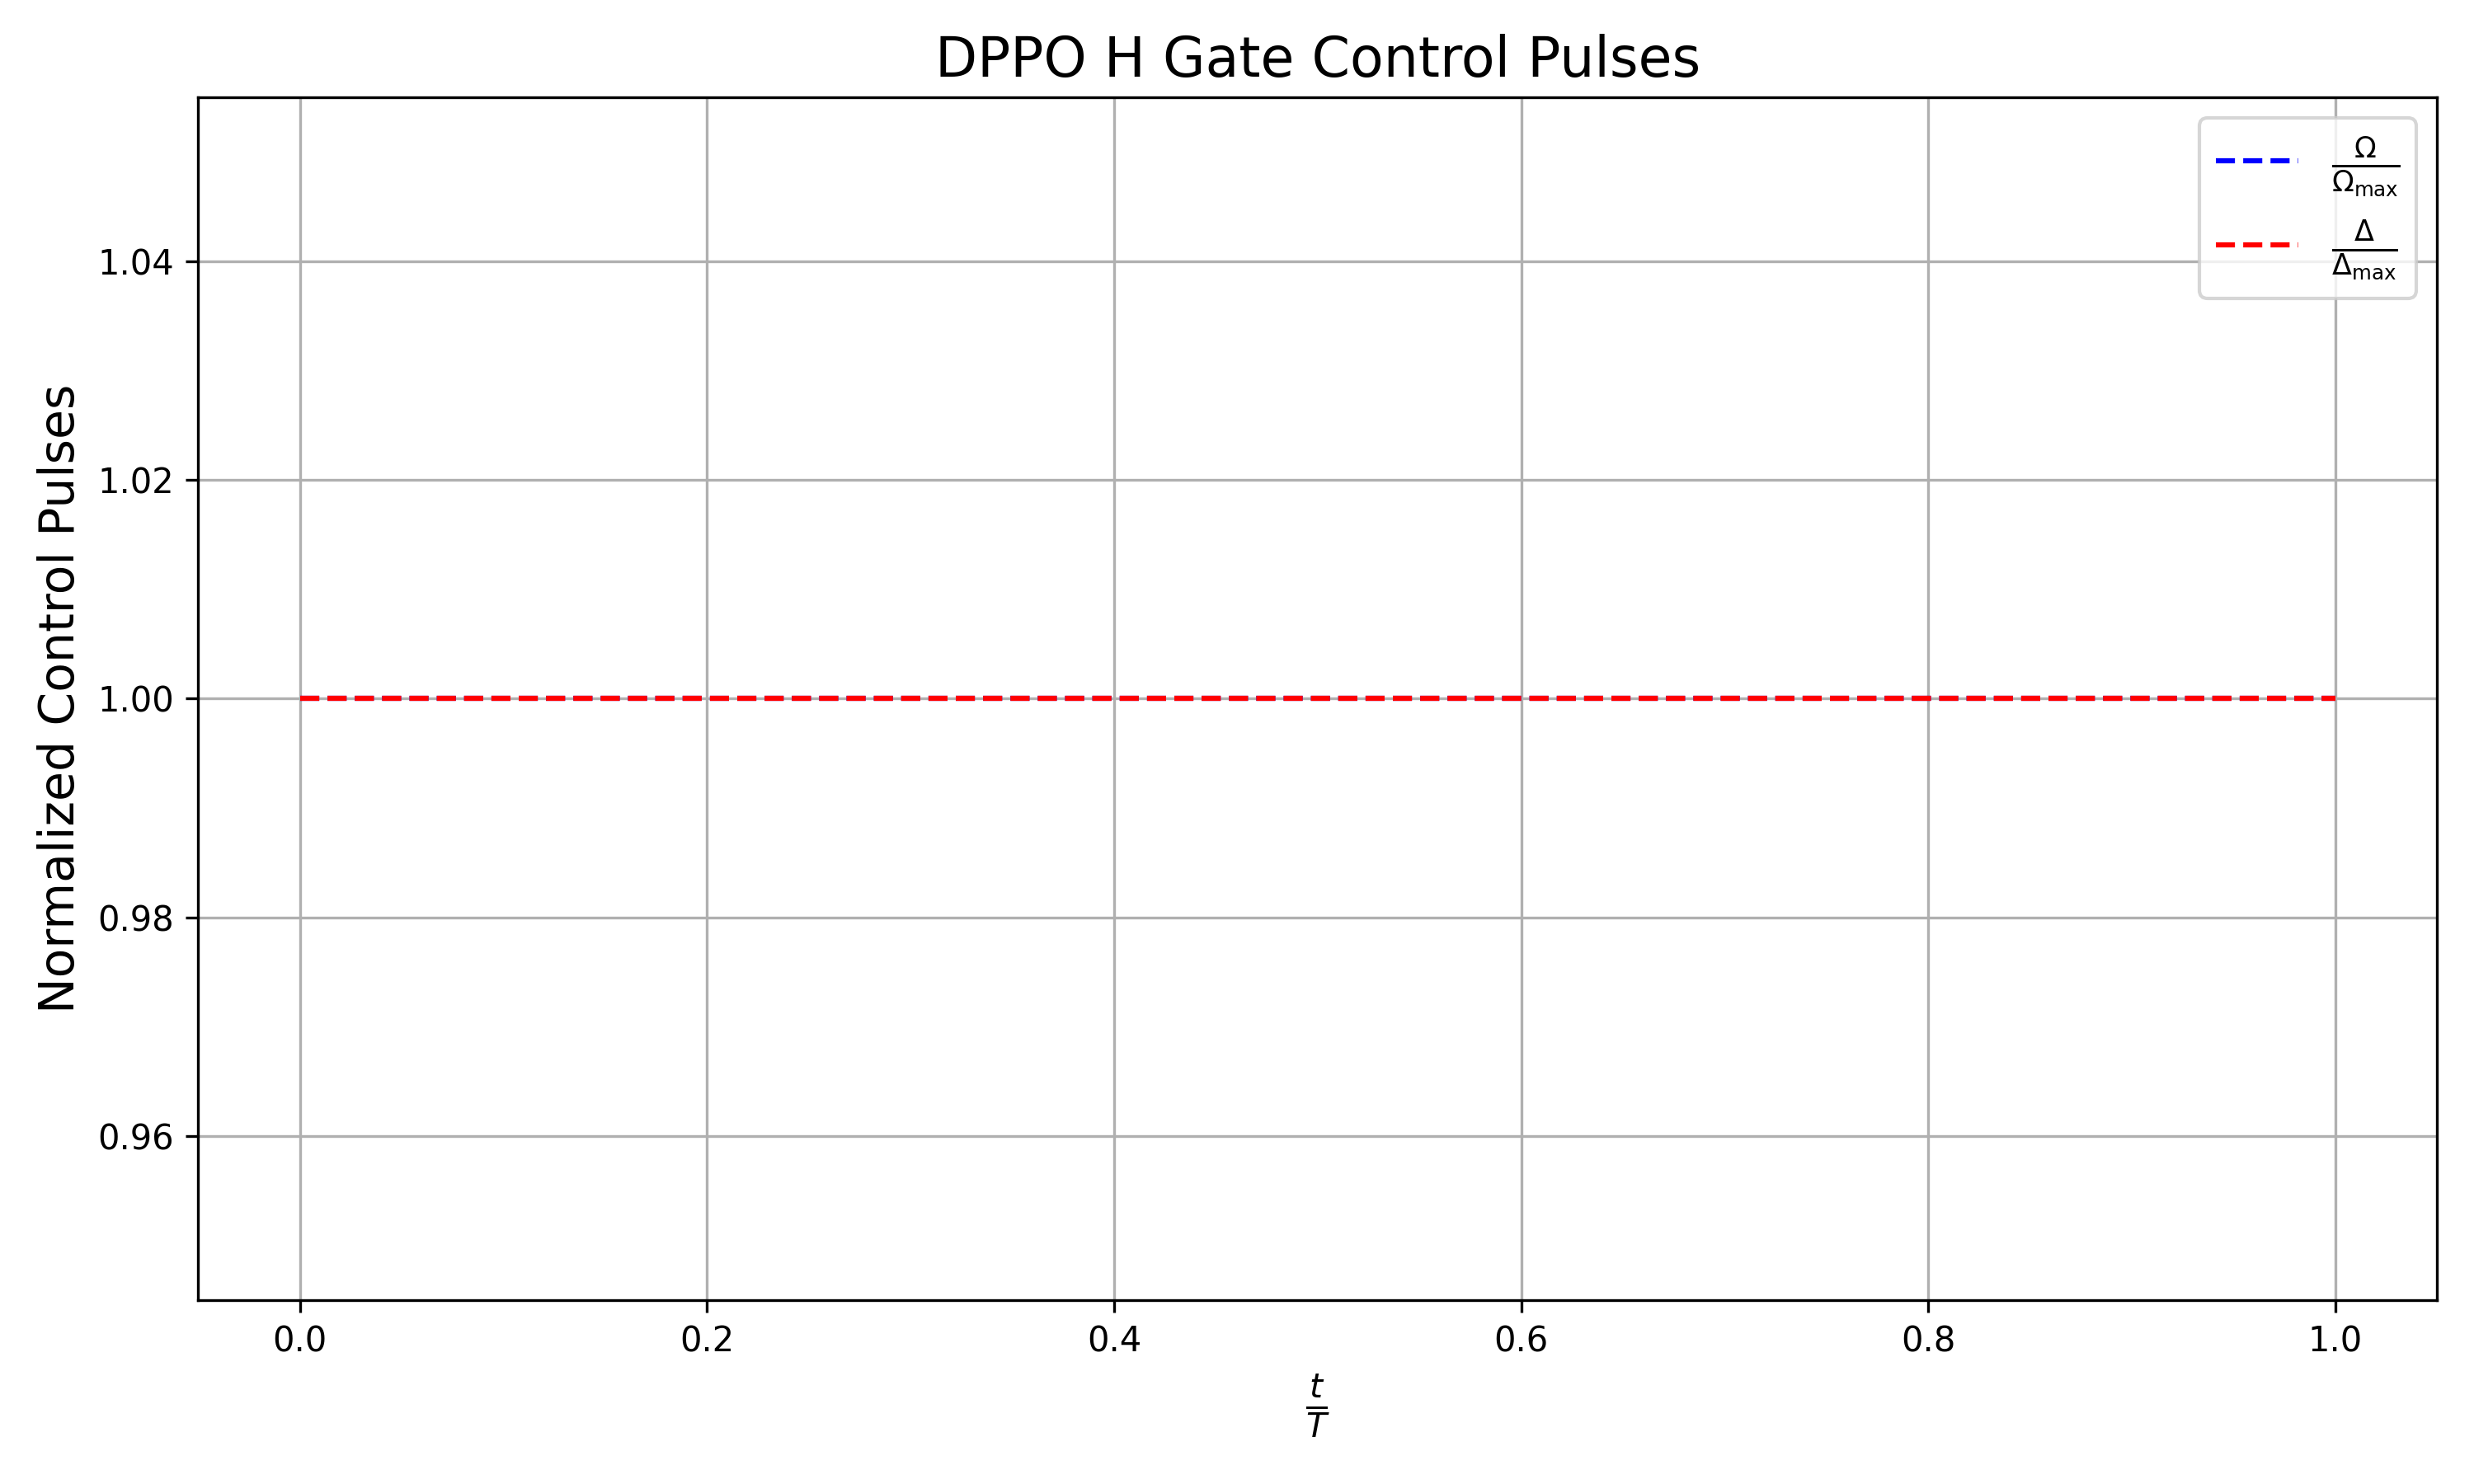 DPPO H Gate Control Pulses
Ω
Ωmax
Δ
Δmax
Normalized Control Pulses
1.04
1.02
1.00
0.98
0.96
0.0 0.2 0.4 0.6 0.8 1.0
t
T